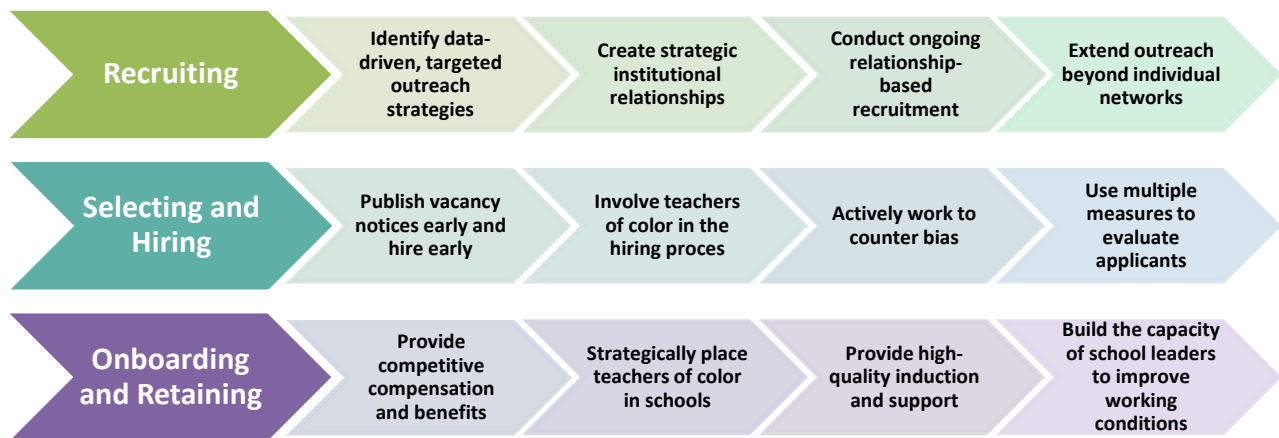 Recruiting
Identify data-
driven, targeted
outreach
strategies
Create strategic
institutional
relationships
Conduct ongoing
relationship-
based
recruitment
Extend outreach
beyond individual
networks
Selecting and
Hiring
Publish vacancy
notices early and
hire early
Involve teachers
of color in the
hiring proces
Actively work to
counter bias
Use multiple
measures to
evaluate
applicants
Onboarding
and Retaining
Provide
competitive
compensation
and benefits
Strategically place
teachers of color
in schools
Provide high-
quality induction
and support
Build the capacity
of school leaders
to improve
working
conditions